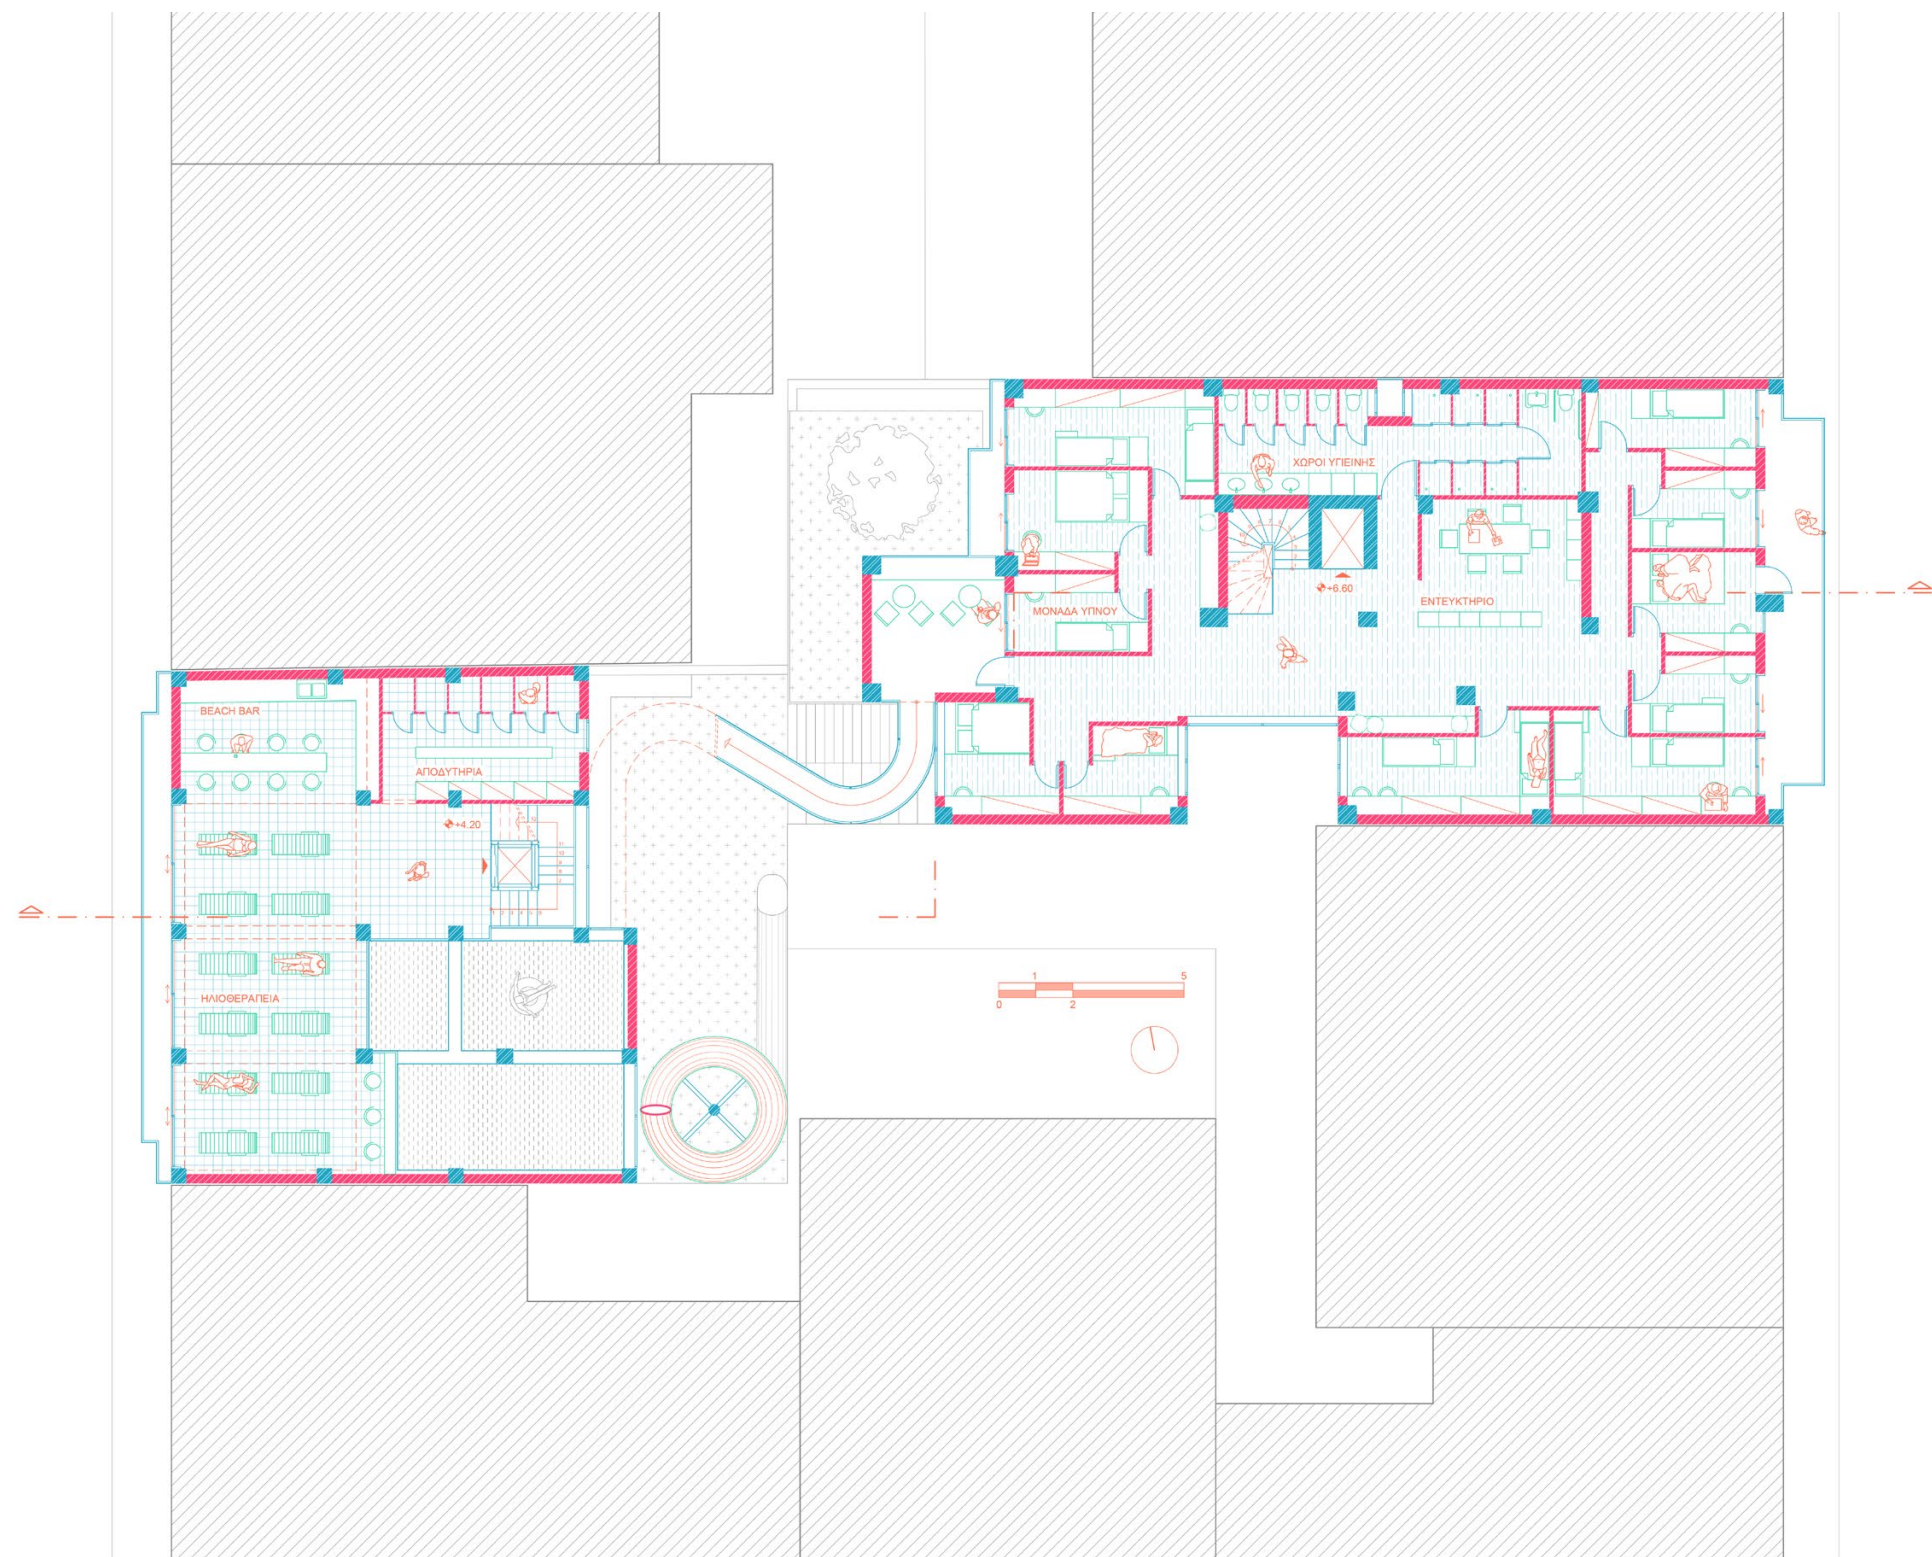 ΧΩΡΟΙ ΥΓΙΕΙΝΗΣ
+6.60
ΕΝΤΕΥΚΤΗΡΙΟ
ΜΟΝΑΔΑ ΥΠΝΟΥ
BEACH BAR
ΑΠΟΔΥΤΗΡΙΑ
+4.20
ΗΛΙΟΘΕΡΑΠΕΙΑ
1 5
0 2